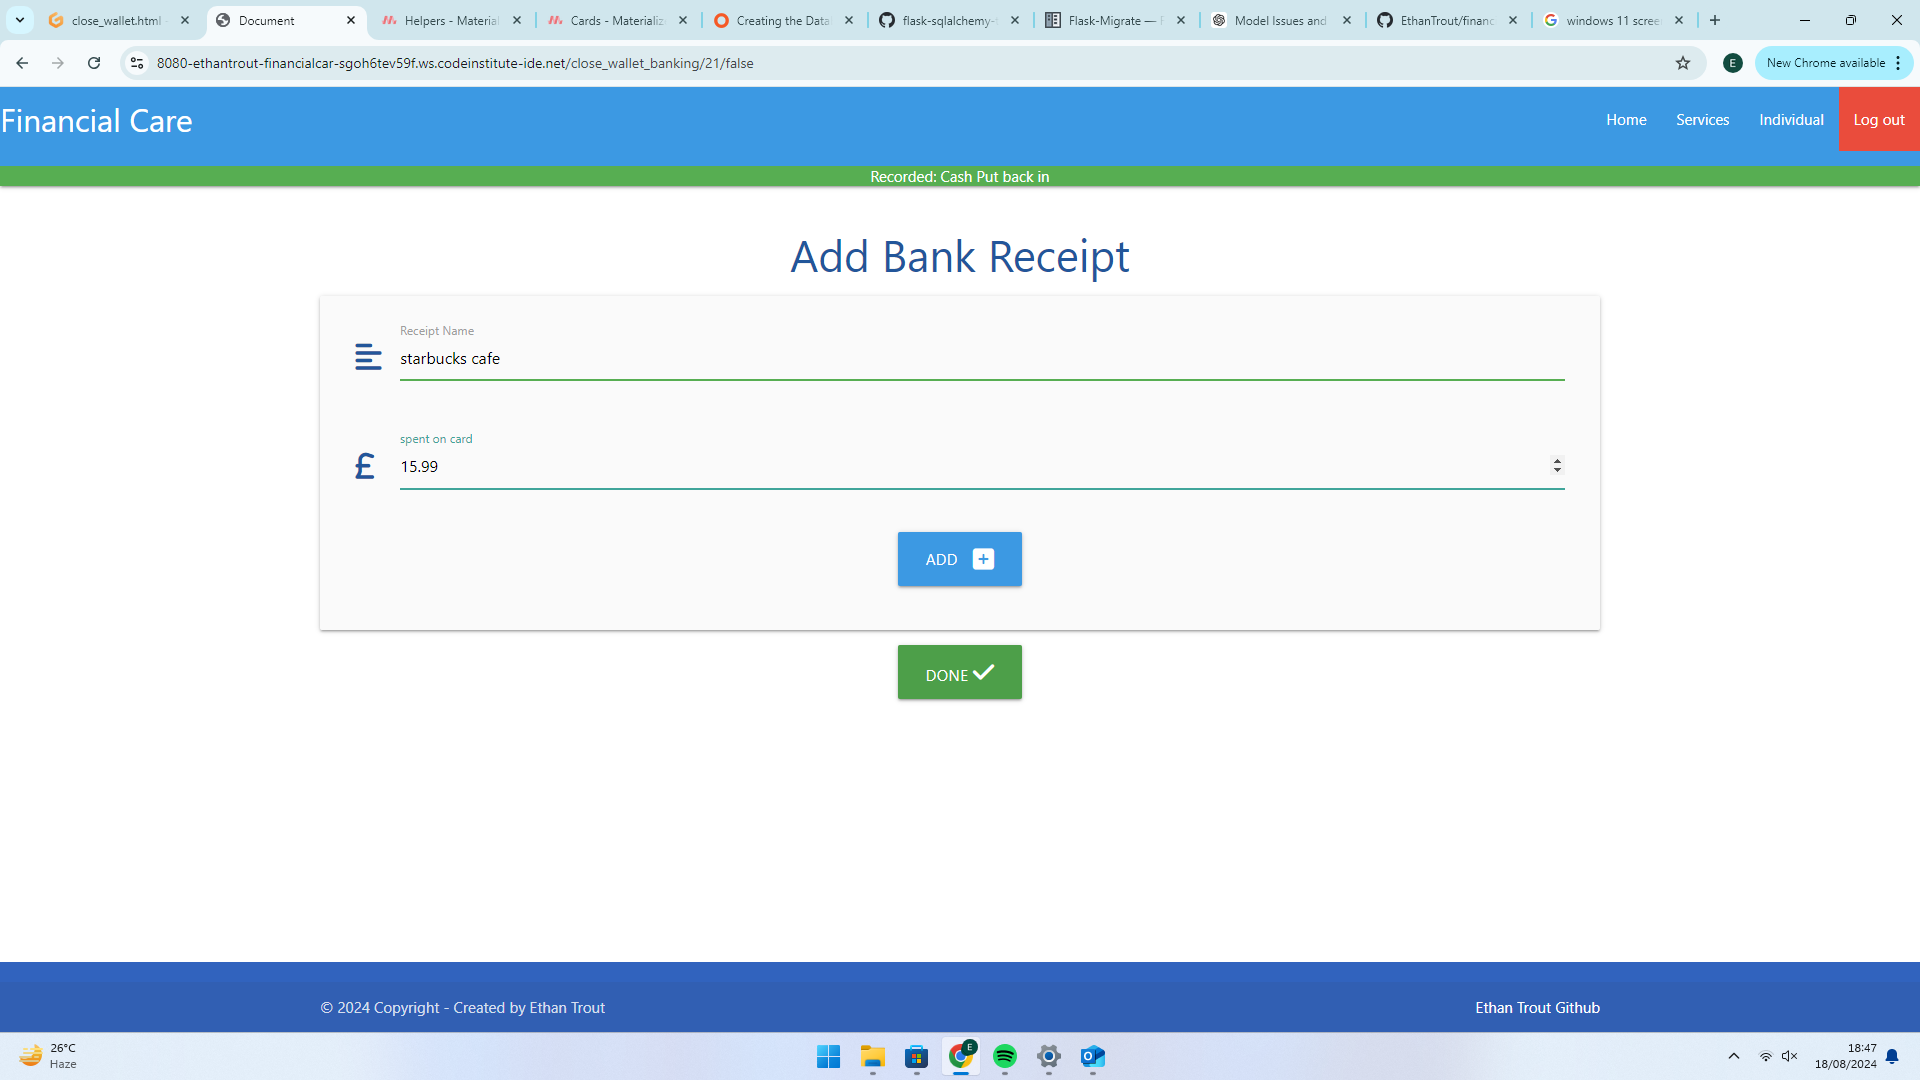 close_wallet.html
Document
Helpers - Material
Cards - Materialize
Creating the Data
flask-sqlalchemy-
Flask-Migrate —
Model Issues and
EthanTrout/financ
windows 11 scree
8080-ethantrout-financialcar-sgoh6tev59f.ws.codeinstitute-ide.net/close_wallet_banking/21/false
E
New Chrome available
Financial Care
Home
Services
Individual
Log out
Recorded: Cash Put back in
Add Bank Receipt
Receipt Name
starbucks cafe
spent on card
£
15.99
ADD
DONE
© 2024 Copyright - Created by Ethan Trout
Ethan Trout Github
26°C
Haze
E
18:47
18/08/2024